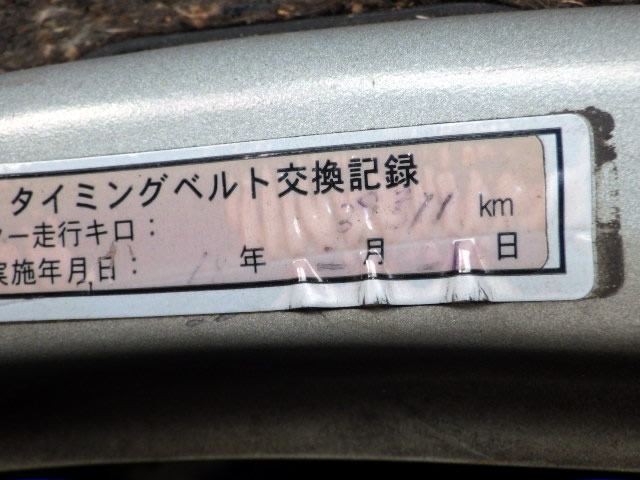 タイミングベルト交換記録
ー走行キロ： km
実施年月日： 年 月 日